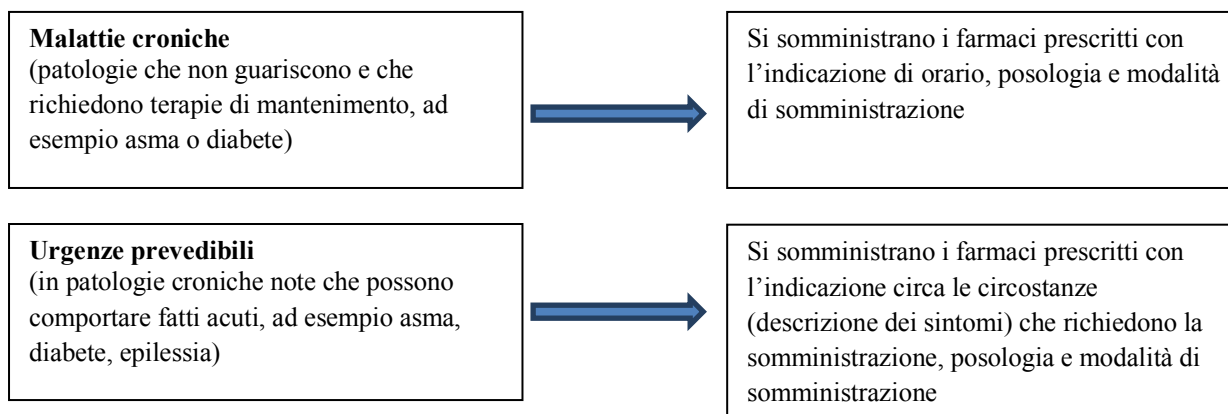 Malattie croniche
(patologie che non guariscono e che
richiedono terapie di mantenimento, ad
esempio asma o diabete)
Si somministrano i farmaci prescritti con
l’indicazione di orario, posologia e modalità
di somministrazione
Urgenze prevedibili
(in patologie croniche note che possono
comportare fatti acuti, ad esempio asma,
diabete, epilessia)
Si somministrano i farmaci prescritti con
l’indicazione circa le circostanze
(descrizione dei sintomi) che richiedono la
somministrazione, posologia e modalità di
somministrazione